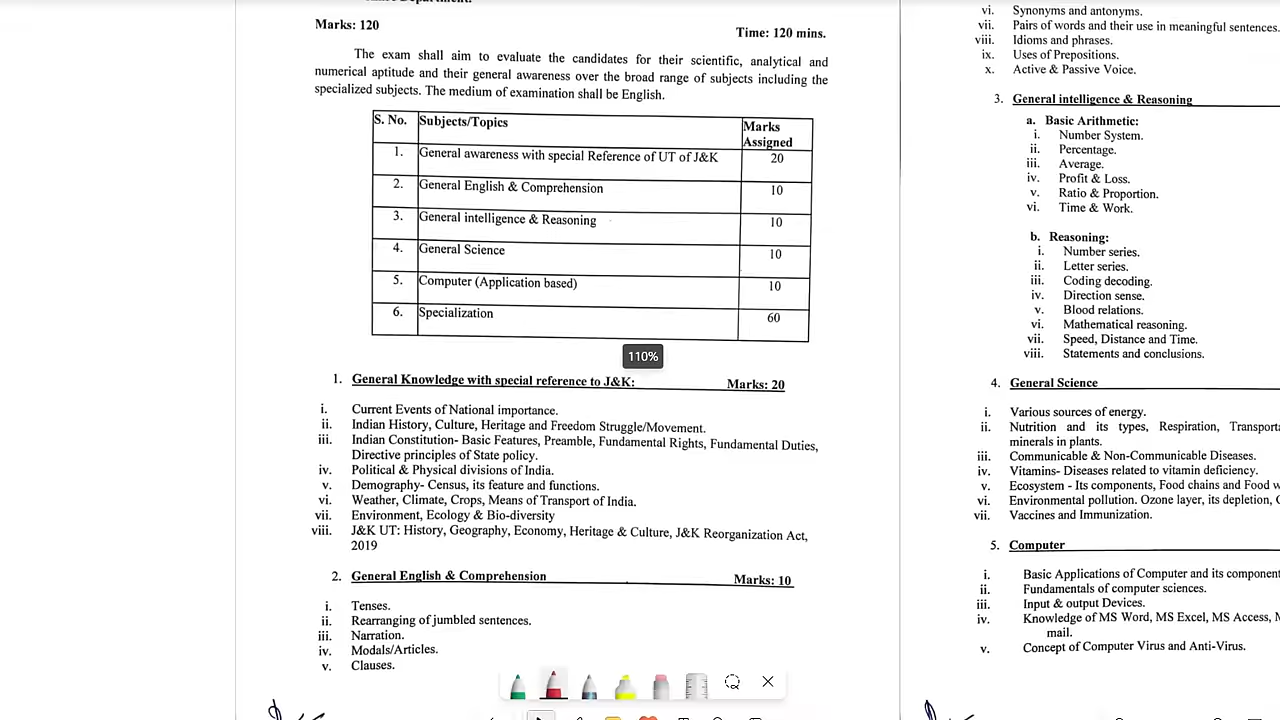 Marks: 120
Time: 120 mins.
The exam shall aim to evaluate the candidates for their scientific, analytical and
numerical aptitude and their general awareness over the broad range of subjects including the
specialized subjects. The medium of examination shall be English.
S. No. Subjects/Topics Marks Assigned
1. General awareness with special Reference of UT of J&K 20
2. General English & Comprehension 10
3. General intelligence & Reasoning 10
4. General Science 10
5. Computer (Application based) 10
6. Specialization 60
110%
1. General Knowledge with special reference to J&K: Marks: 20
i. Current Events of National importance.
ii. Indian History, Culture, Heritage and Freedom Struggle/Movement.
iii. Indian Constitution- Basic Features, Preamble, Fundamental Rights, Fundamental Duties,
Directive principles of State policy.
iv. Political & Physical divisions of India.
v. Demography- Census, its feature and functions.
vi. Weather, Climate, Crops, Means of Transport of India.
vii. Environment, Ecology & Bio-diversity
viii. J&K UT: History, Geography, Economy, Heritage & Culture, J&K Reorganization Act,
2019
2. General English & Comprehension Marks: 10
i. Tenses.
ii. Rearranging of jumbled sentences.
iii. Narration.
iv. Modals/Articles.
v. Clauses.
vi. Synonyms and antonyms.
vii. Pairs of words and their use in meaningful sentences.
viii. Idioms and phrases.
ix. Uses of Prepositions.
x. Active & Passive Voice.
3. General intelligence & Reasoning
a. Basic Arithmetic:
i. Number System.
ii. Percentage.
iii. Average.
iv. Profit & Loss.
v. Ratio & Proportion.
vi. Time & Work.
b. Reasoning:
i. Number series.
ii. Letter series.
iii. Coding decoding.
iv. Direction sense.
v. Blood relations.
vi. Mathematical reasoning.
vii. Speed, Distance and Time.
viii. Statements and conclusions.
4. General Science
i. Various sources of energy.
ii. Nutrition and its types, Respiration,
minerals in plants.
iii. Communicable & Non-Communicable Diseases.
iv. Vitamins- Diseases related to vitamin deficiency.
v. Ecosystem - Its components, Food chains and Food
vi. Environmental pollution. Ozone layer, its depletion,
vii. Vaccines and Immunization.
5. Computer
i. Basic Applications of Computer and its
ii. Fundamentals of computer sciences.
iii. Input & output Devices.
iv. Knowledge of MS Word, MS Excel, MS Access,
mail.
v. Concept of Computer Virus and Anti-Virus.